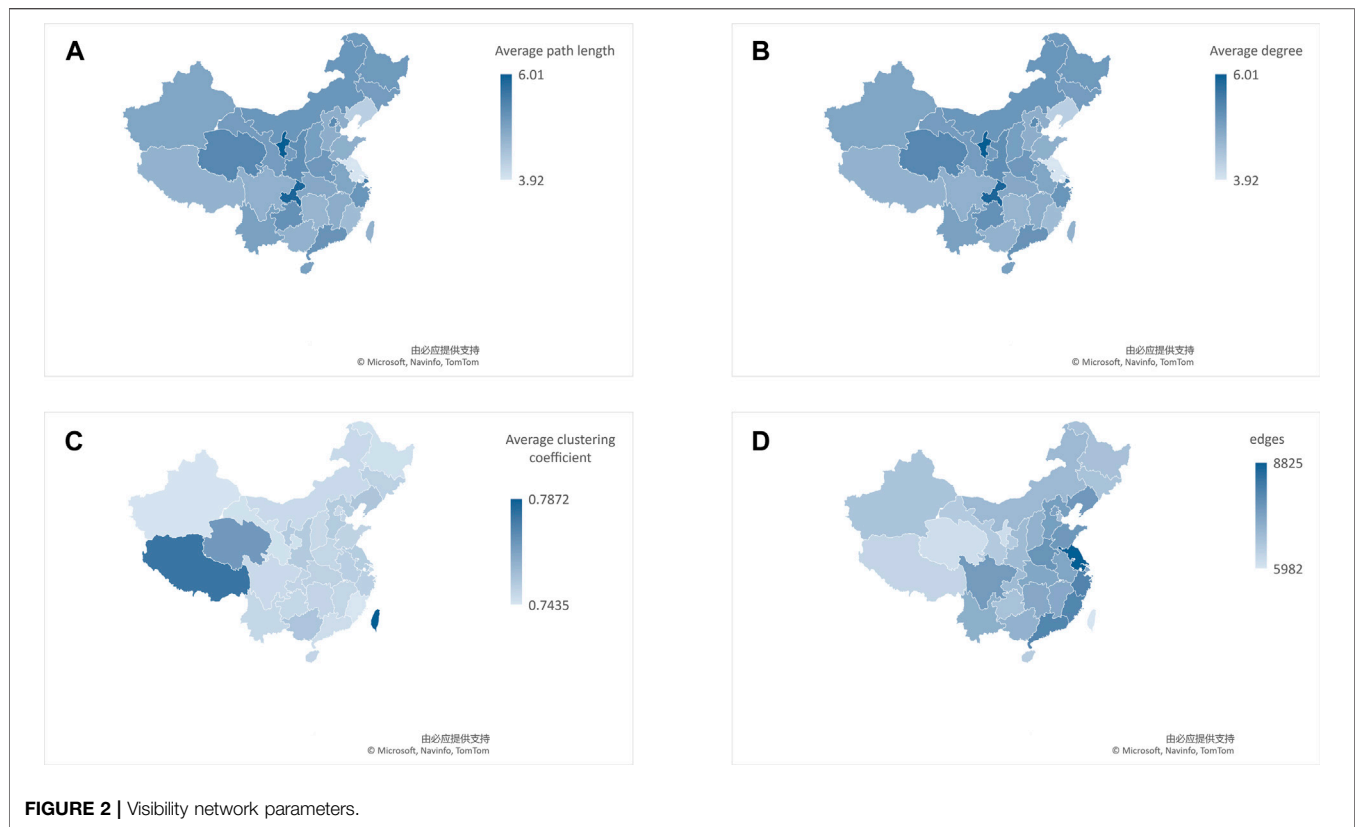 A
Average path length
6.01
3.92
由必应提供支持
© Microsoft, Navinfo, TomTom
B
Average degree
6.01
3.92
由必应提供支持
© Microsoft, Navinfo, TomTom
C
Average clustering
coefficient
0.7872
0.7435
由必应提供支持
© Microsoft, Navinfo, TomTom
D
edges
8825
5982
由必应提供支持
© Microsoft, Navinfo, TomTom
FIGURE 2 | Visibility network parameters.